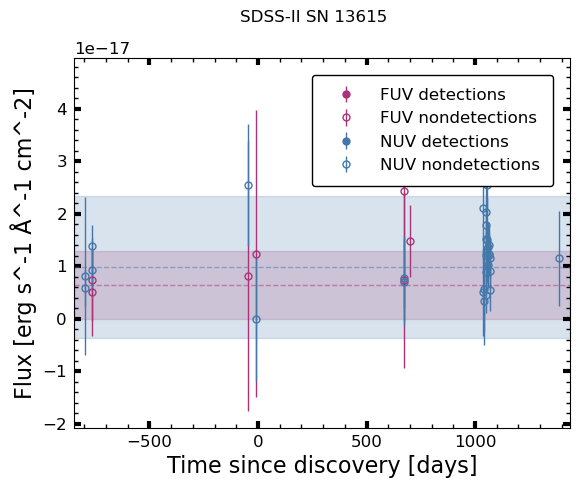 SDSS-II SN 13615
1e−17
FUV detections
FUV nondetections
NUV detections
NUV nondetections
4
3
2
1
0
−1
−2
Flux [erg s^-1 Å^-1 cm^-2]
−500
0
500
1000
Time since discovery [days]